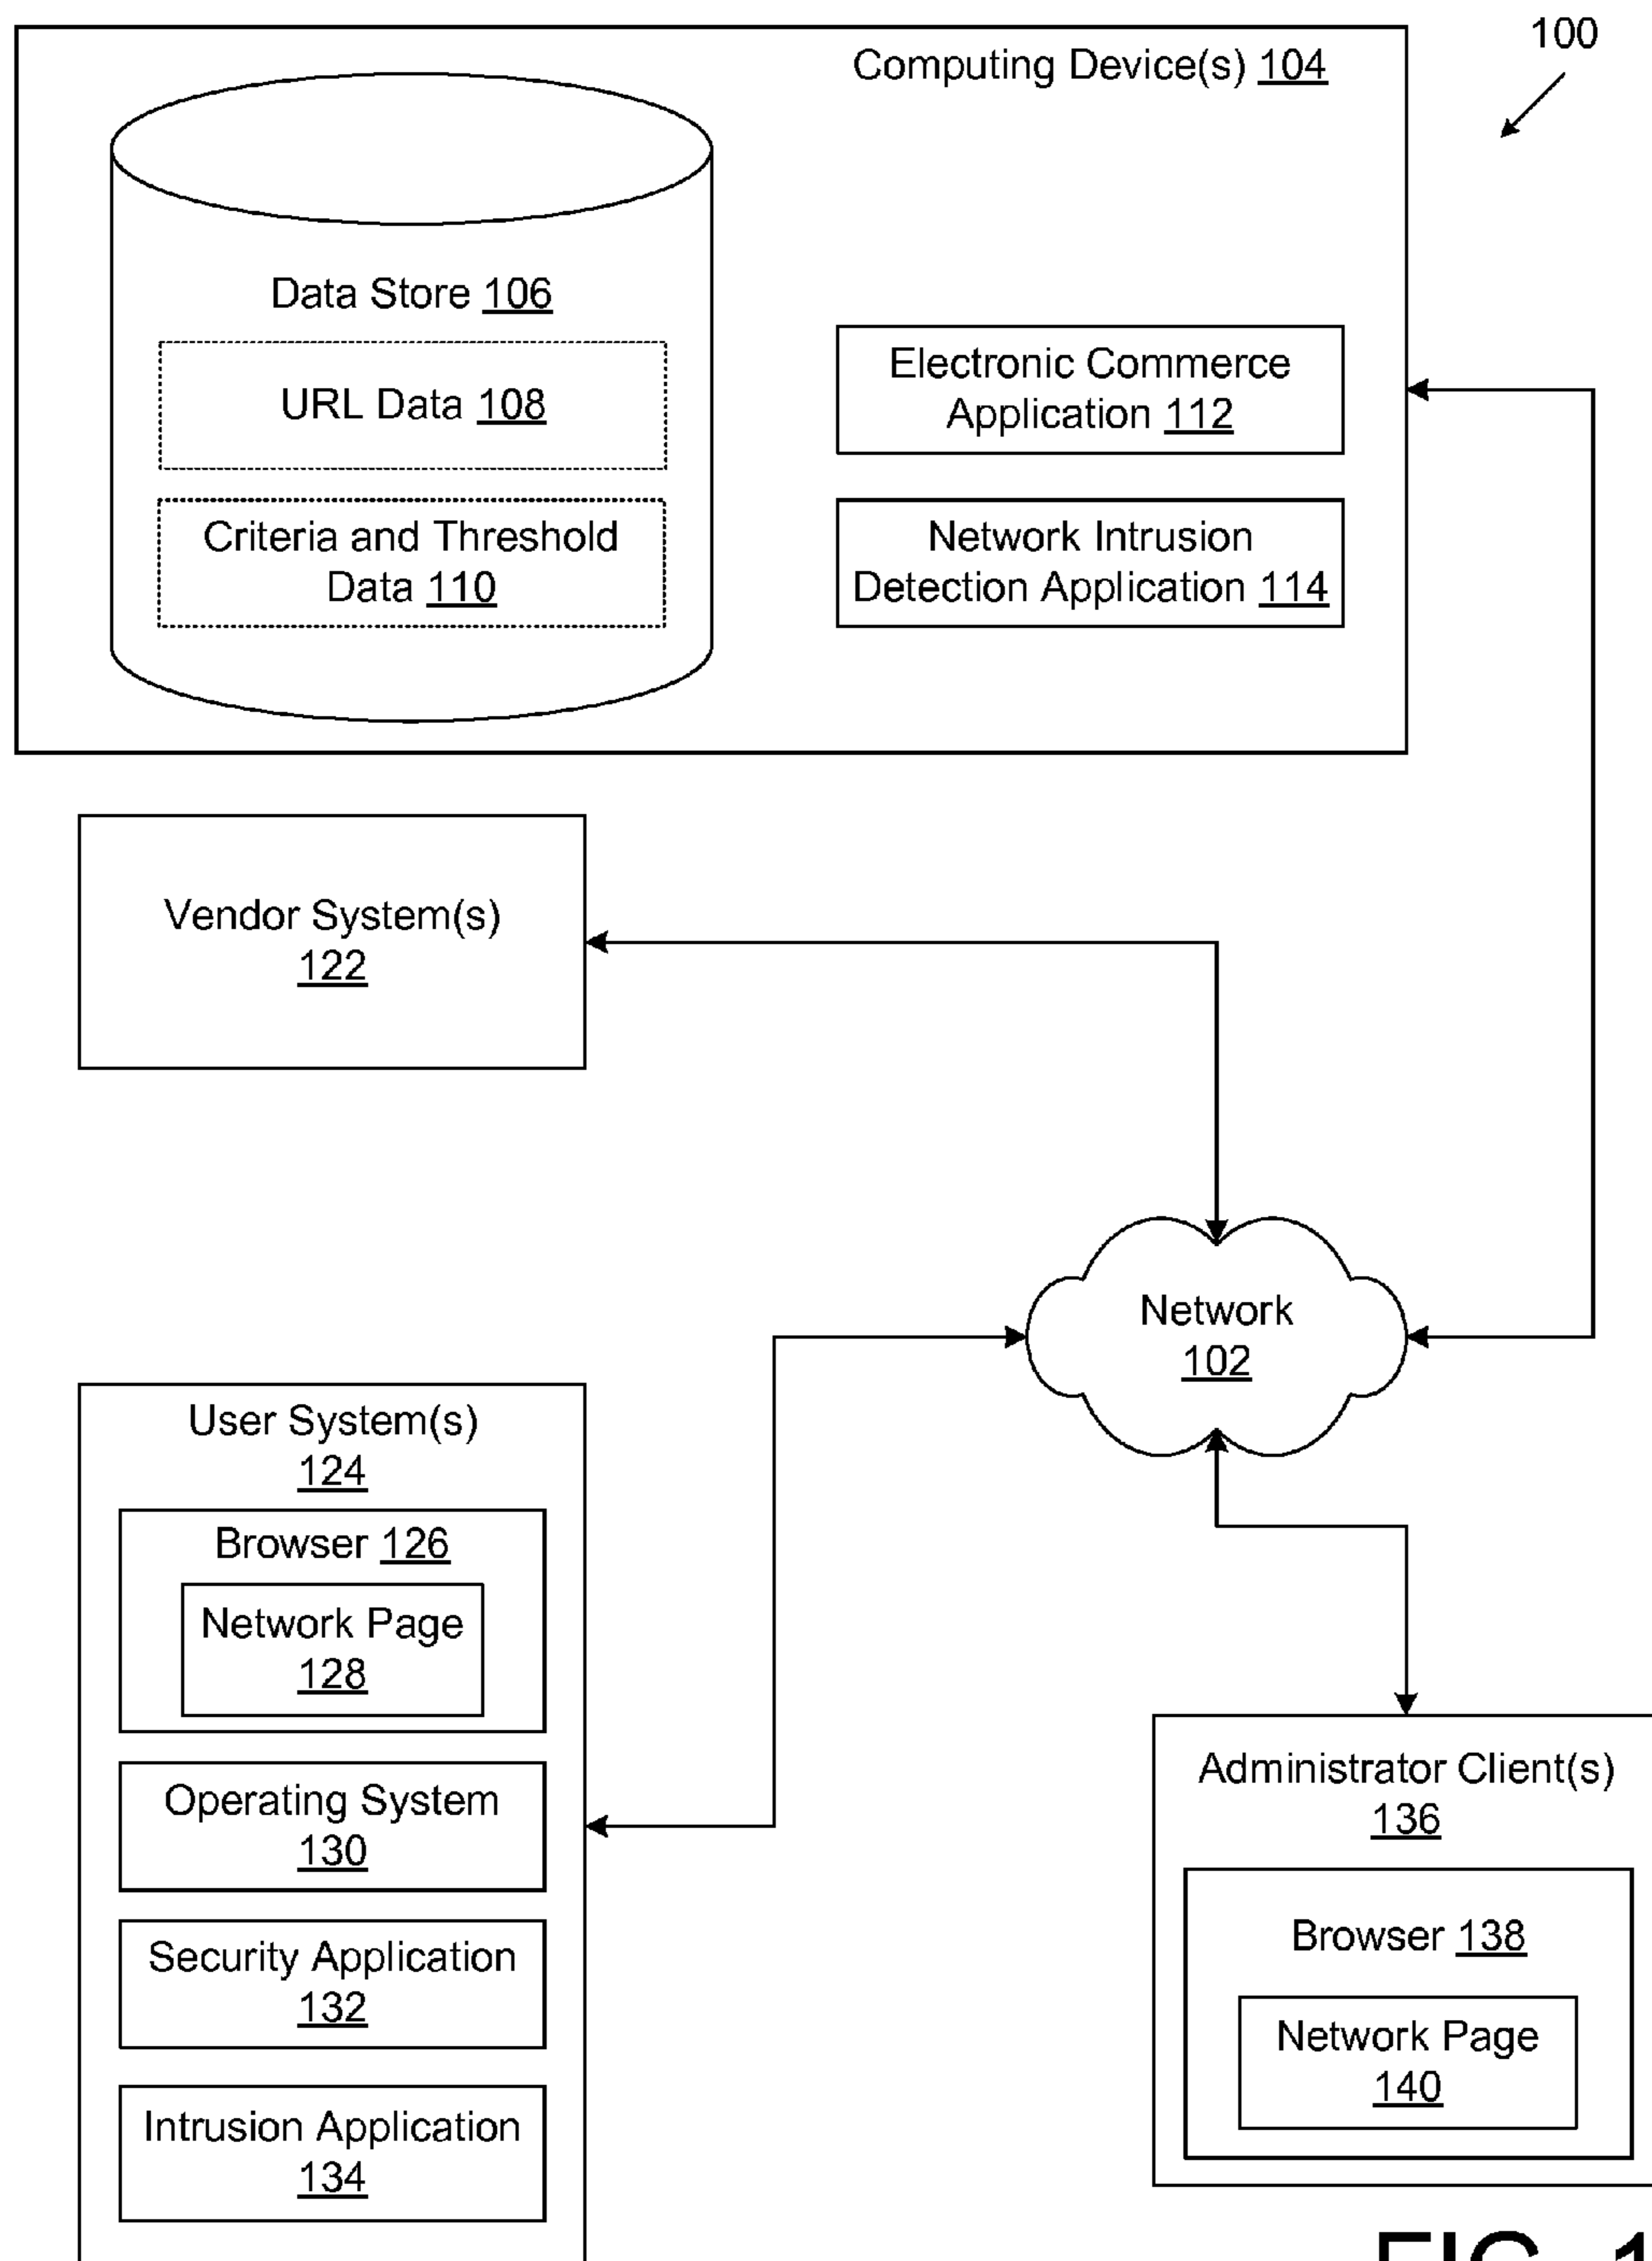 100
Computing Device(s) 104
Data Store 106
URL Data 108
Criteria and Threshold
Data 110
Electronic Commerce
Application 112
Network Intrusion
Detection Application 114
Vendor System(s)
122
Network
102
User System(s)
124
Browser 126
Network Page
128
Operating System
130
Security Application
132
Intrusion Application
134
Administrator Client(s)
136
Browser 138
Network Page
140
FIG. 1